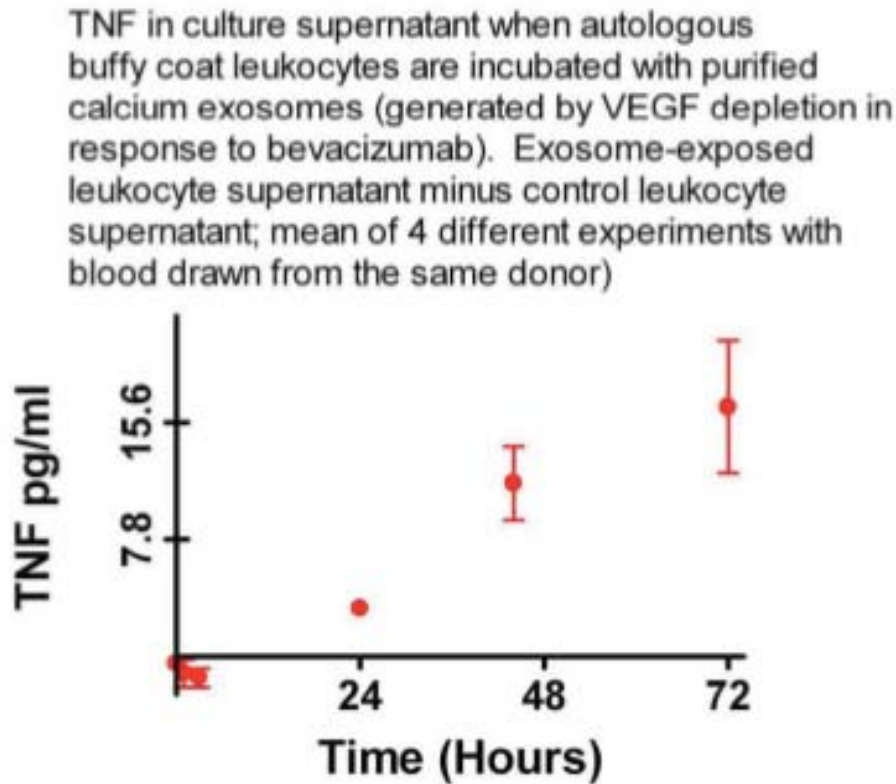 TNF in culture supernatant when autologous
buffy coat leukocytes are incubated with purified
calcium exosomes (generated by VEGF depletion in
response to bevacizumab).  Exosome-exposed
leukocyte supernatant minus control leukocyte
supernatant; mean of 4 different experiments with
blood drawn from the same donor)
TNF pg/ml
15.6
7.8
24 48 72
Time (Hours)